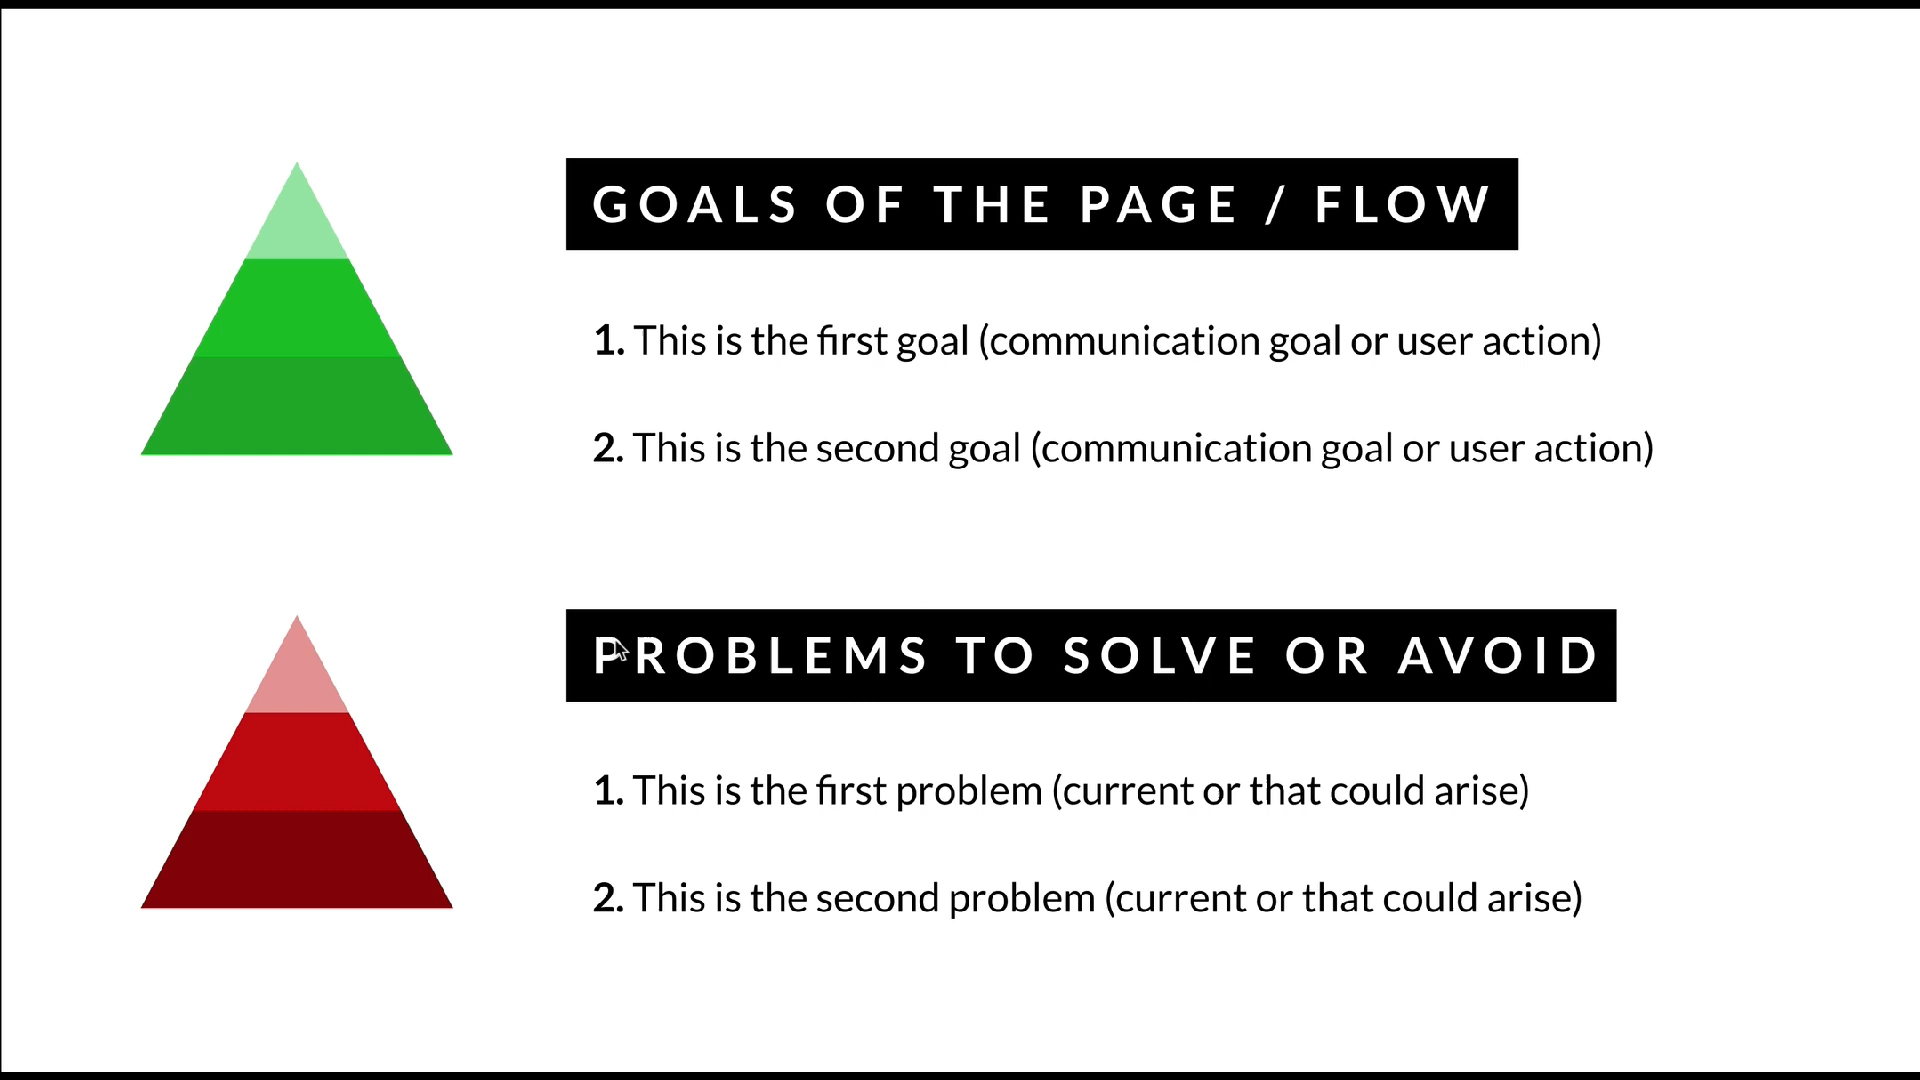 GOALS OF THE PAGE / FLOW
1. This is the first goal (communication goal or user action)
2. This is the second goal (communication goal or user action)
PROBLEMS TO SOLVE OR AVOID
1. This is the first problem (current or that could arise)
2. This is the second problem (current or that could arise)